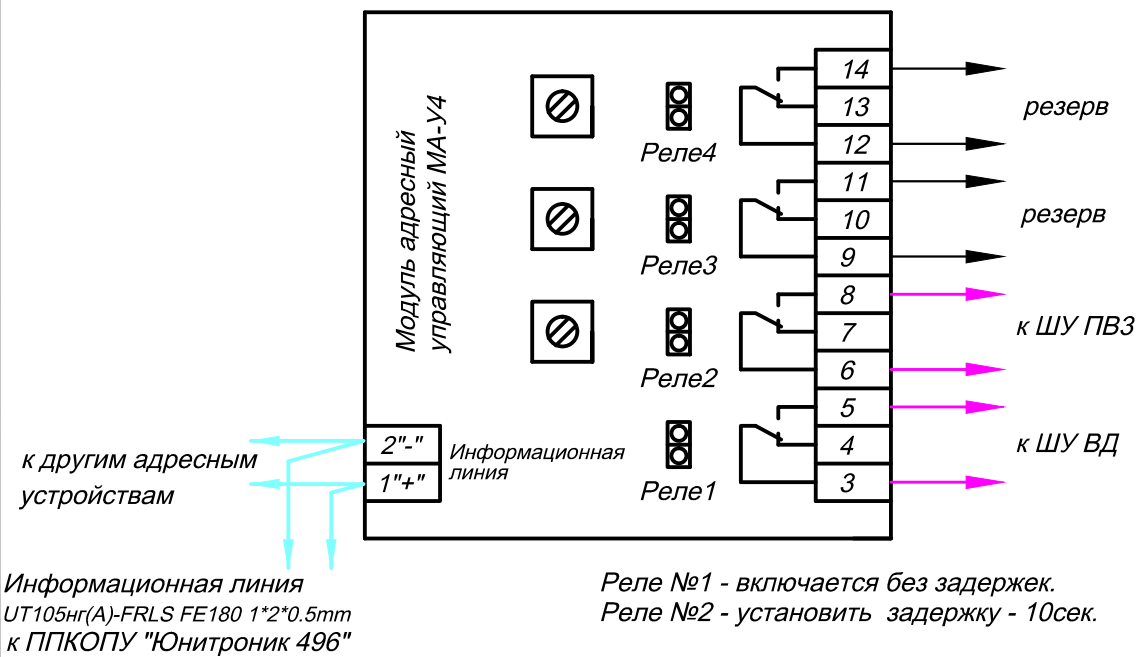 Модуль адресный
управляющий МА-У4
14
13
12
11
10
9
8
7
6
5
4
3
резерв
резерв
к ШУ ПВ3
к ШУ ВД
Реле4
Реле3
Реле2
Реле1
2"-"
1"+"
Информационная
линия
к другим адресным
устройствам
Информационная линия
UT105нг(А)-FRLS FE180 1*2*0.5mm
к ППКОПУ "Юнитроник 496"
Реле №1 - включается без задержек.
Реле №2 - установить задержку - 10сек.